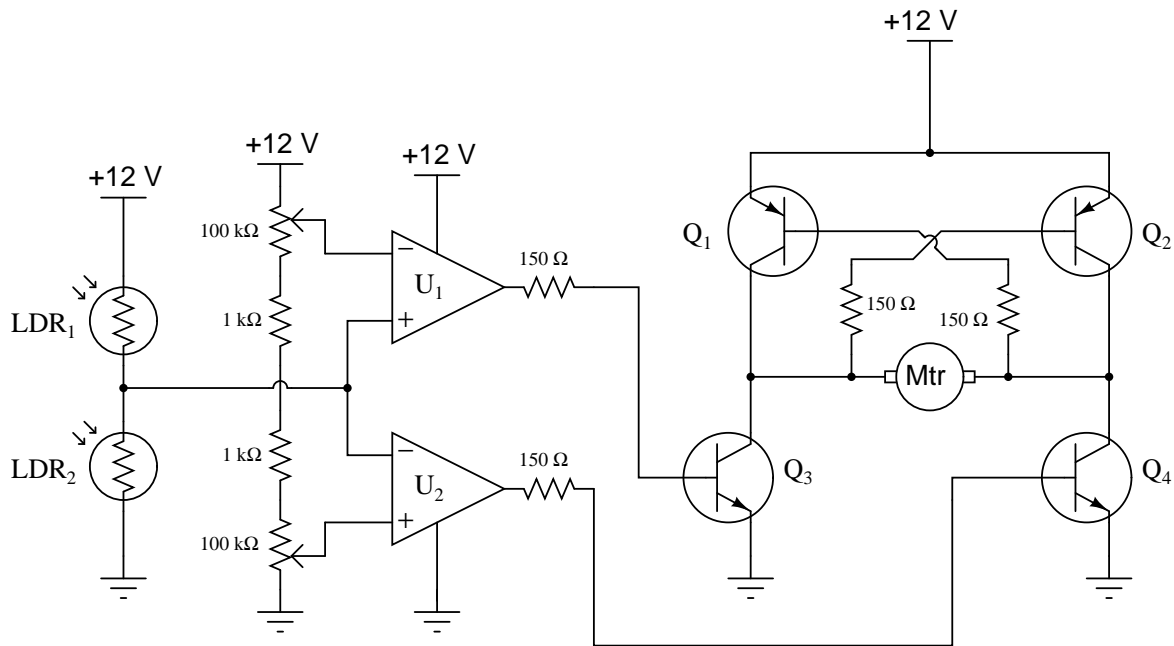 +12 V
+12 V
+12 V
+12 V
100 kΩ
1 kΩ
1 kΩ
100 kΩ
LDR₁
LDR₂
−
U₁
+
−
U₂
+
150 Ω
150 Ω
Q₁
Q₂
150 Ω
150 Ω
Mtr
Q₃
Q₄